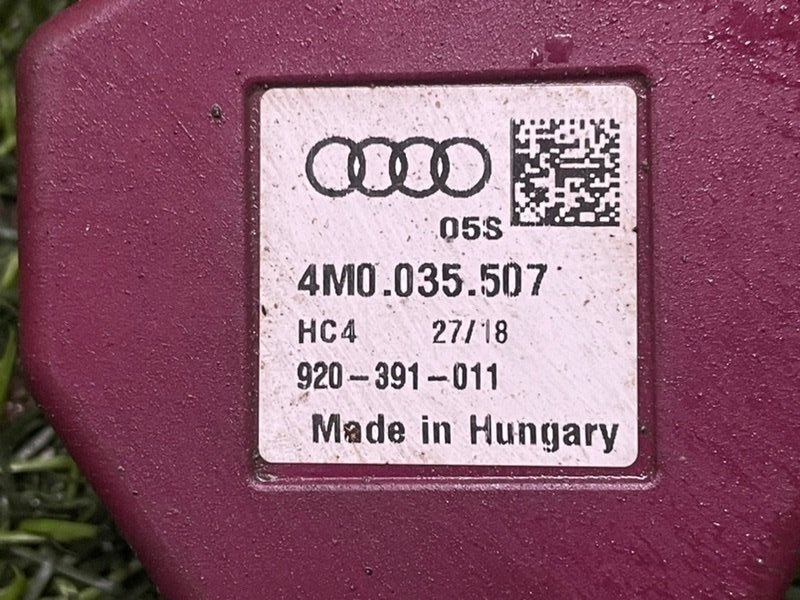 05S
4M0.035.507
HC4 27/18
920-391-011
Made in Hungary